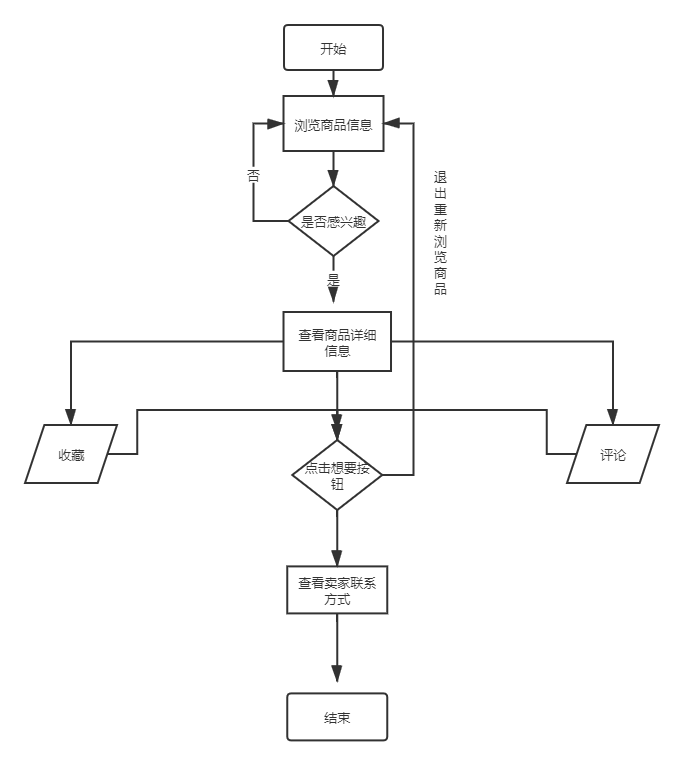 开始
浏览商品信息
否
退
出
重
新
浏
览
商
品
是否感兴趣
是
查看商品详细
信息
收藏
点击想要按
钮
评论
查看卖家联系
方式
结束